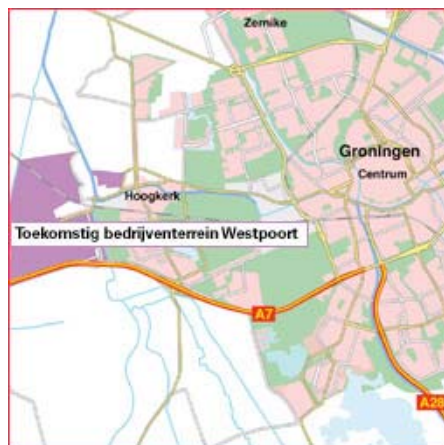 Zernike
Groningen
Centrum
Hoogkerk
Toekomstig bedrijventerrein Westpoort
A7
A28